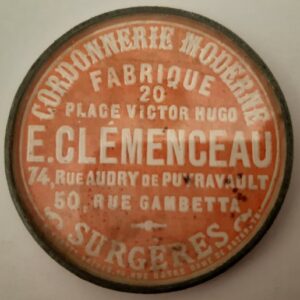 CORDONNERIE MODERNE
FABRIQUE
20
PLACE VICTOR HUGO
E. CLÉMENCEAU
74, RUE AUDRY DE PUYRAVAULT
50, RUE GAMBETTA
SURGÈRES